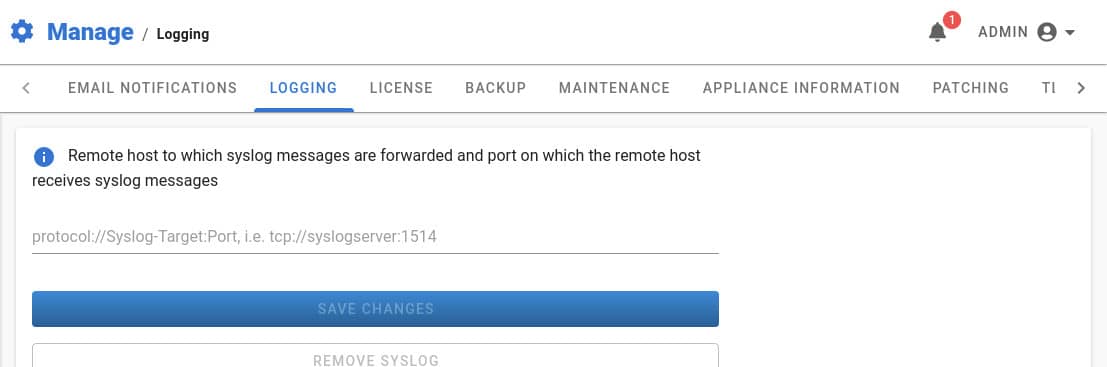 Manage / Logging
1
ADMIN
EMAIL NOTIFICATIONS LOGGING LICENSE BACKUP MAINTENANCE APPLIANCE INFORMATION PATCHING
Remote host to which syslog messages are forwarded and port on which the remote host
receives syslog messages
protocol://Syslog-Target:Port, i.e. tcp://syslogserver:1514
SAVE CHANGES
REMOVE SYSLOG